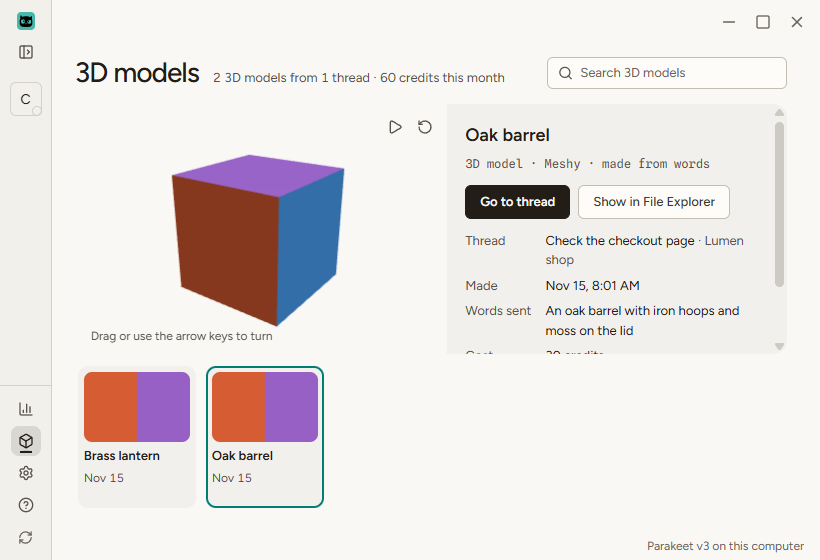 C
3D models
2 3D models from 1 thread · 60 credits this month
Search 3D models
Drag or use the arrow keys to turn
Oak barrel
3D model · Meshy · made from words
Go to thread
Show in File Explorer
Thread
Check the checkout page · Lumen
shop
Made
Nov 15, 8:01 AM
Words sent
An oak barrel with iron hoops and
moss on the lid
Brass lantern
Nov 15
Oak barrel
Nov 15
Parakeet v3 on this computer